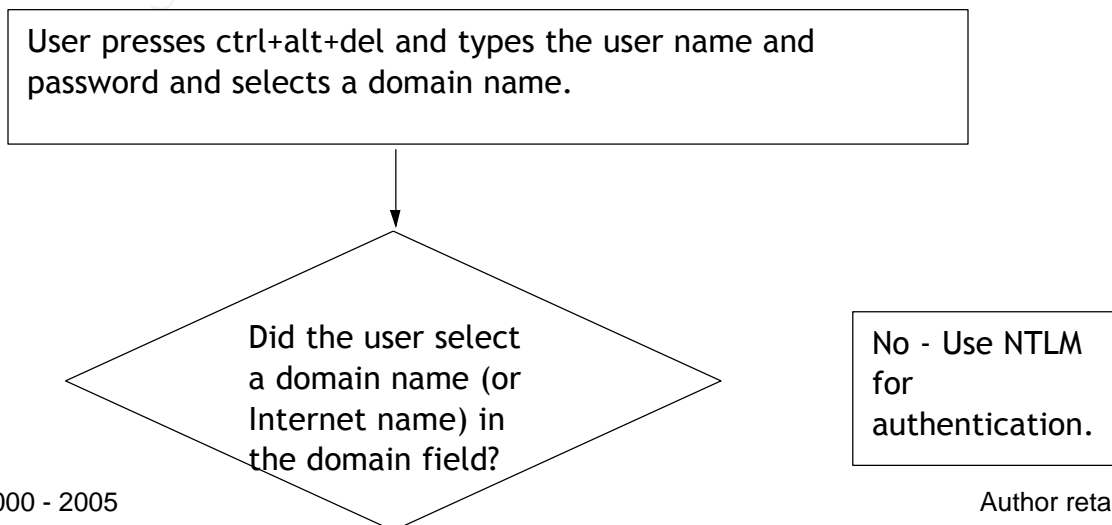 User presses ctrl+alt+del and types the user name and
password and selects a domain name.
Did the user select
a domain name (or
Internet name) in
the domain field?
No - Use NTLM
for
authentication.
000 - 2005
Author reta